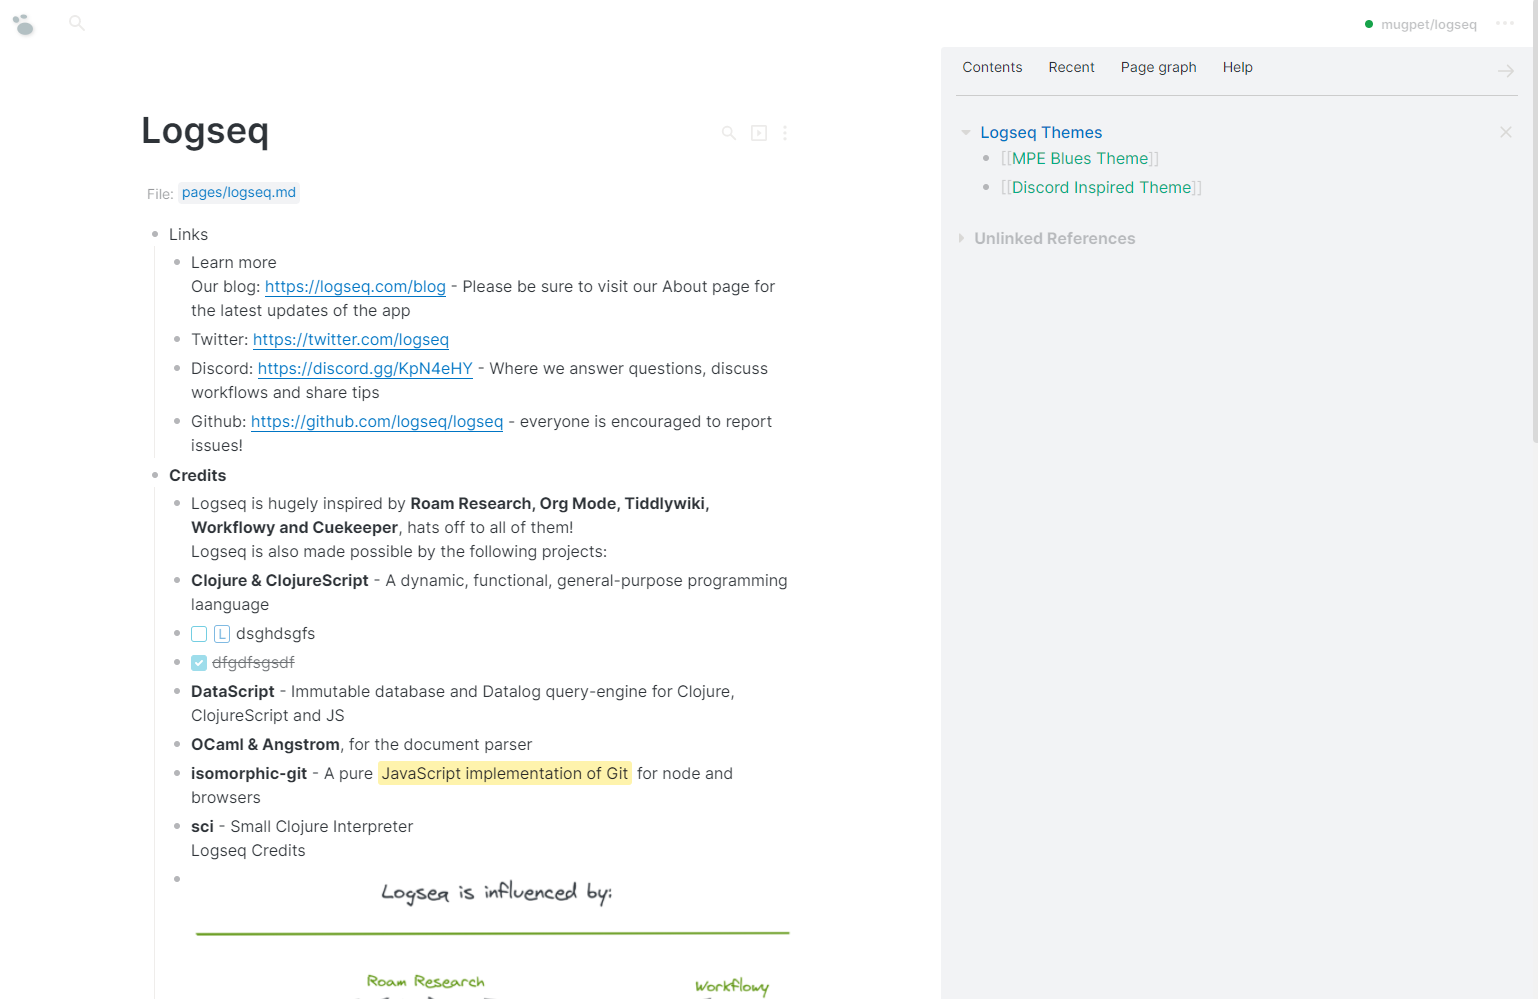 mugpet/logseq
Contents Recent Page graph Help
Logseq
File: pages/logseq.md
Links
Learn more
Our blog: https://logseq.com/blog - Please be sure to visit our About page for
the latest updates of the app
Twitter: https://twitter.com/logseq
Discord: https://discord.gg/KpN4eHY - Where we answer questions, discuss
workflows and share tips
Github: https://github.com/logseq/logseq - everyone is encouraged to report
issues!
Credits
Logseq is hugely inspired by Roam Research, Org Mode, Tiddlywiki,
Workflowy and Cuekeeper, hats off to all of them!
Logseq is also made possible by the following projects:
Clojure & ClojureScript - A dynamic, functional, general-purpose programming
laanguage
L dsghdsgfs
dfgdfsgsdf
DataScript - Immutable database and Datalog query-engine for Clojure,
ClojureScript and JS
OCaml & Angstrom, for the document parser
isomorphic-git - A pure JavaScript implementation of Git for node and
browsers
sci - Small Clojure Interpreter
Logseq Credits
Logseq is influenced by:
Roam Research
Workflowy
Logseq Themes
[[MPE Blues Theme]]
[[Discord Inspired Theme]]
Unlinked References